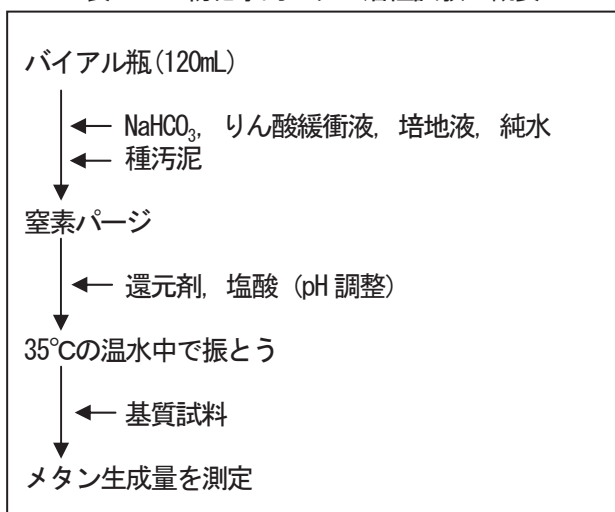 バイアル瓶(120mL)
NaHCO₃, りん酸緩衝液, 培地液, 純水
種汚泥
窒素パージ
還元剤, 塩酸 (pH 調整)
35℃の温水中で振とう
基質試料
メタン生成量を測定